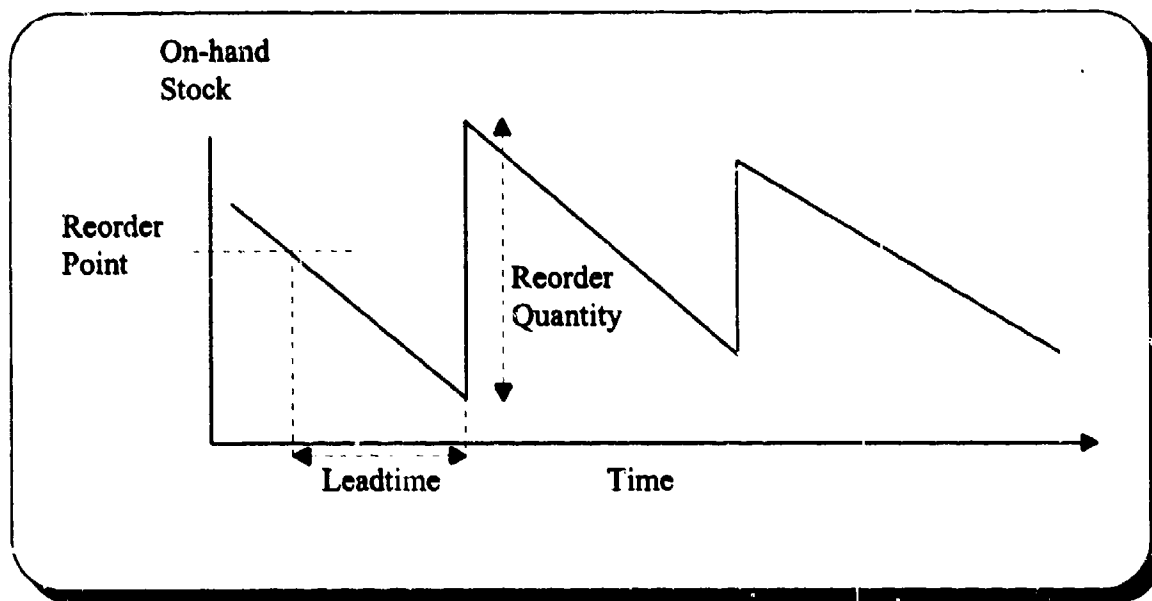 On-hand
Stock
Reorder
Point
Reorder
Quantity
Leadtime
Time